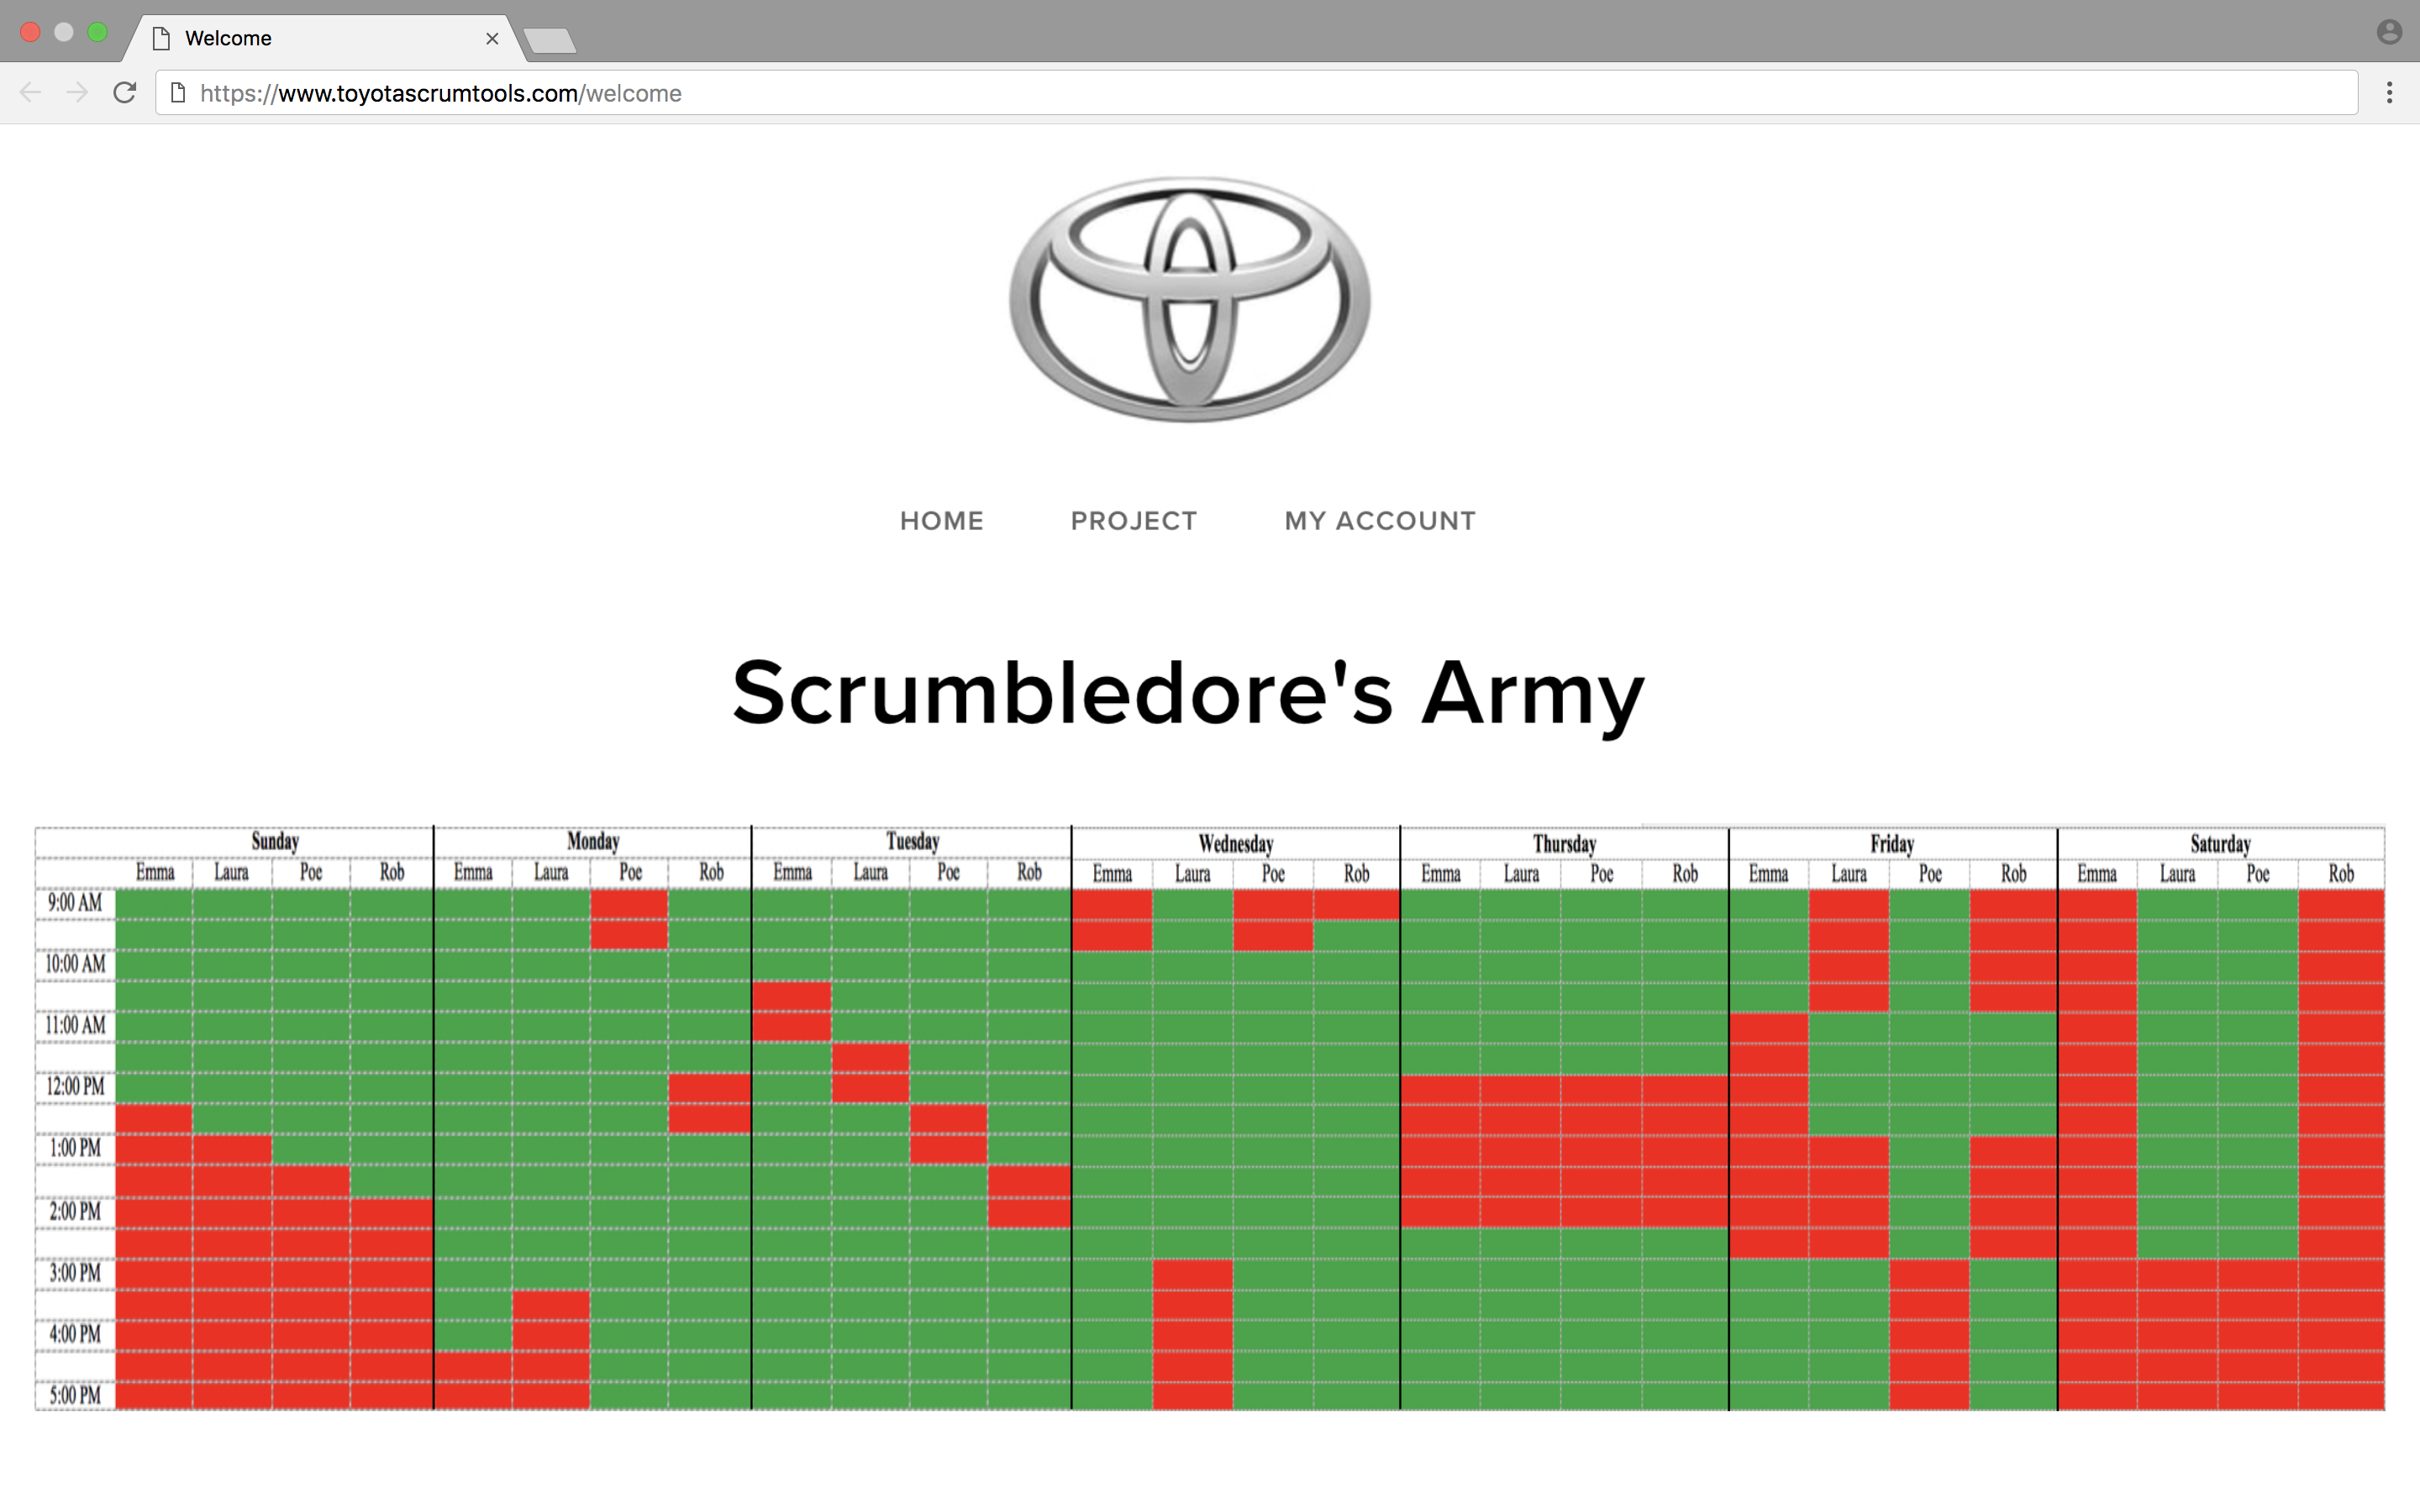 Welcome
https://www.toyotascrumtools.com/welcome
HOME PROJECT MY ACCOUNT
Scrumbledore's Army
Sunday Monday Tuesday Wednesday Thursday Friday Saturday
Emma Laura Poe Rob Emma Laura Poe Rob Emma Laura Poe Rob Emma Laura Poe Rob Emma Laura Poe Rob Emma Laura Poe Rob Emma Laura Poe Rob
9:00 AM
10:00 AM
11:00 AM
12:00 PM
1:00 PM
2:00 PM
3:00 PM
4:00 PM
5:00 PM